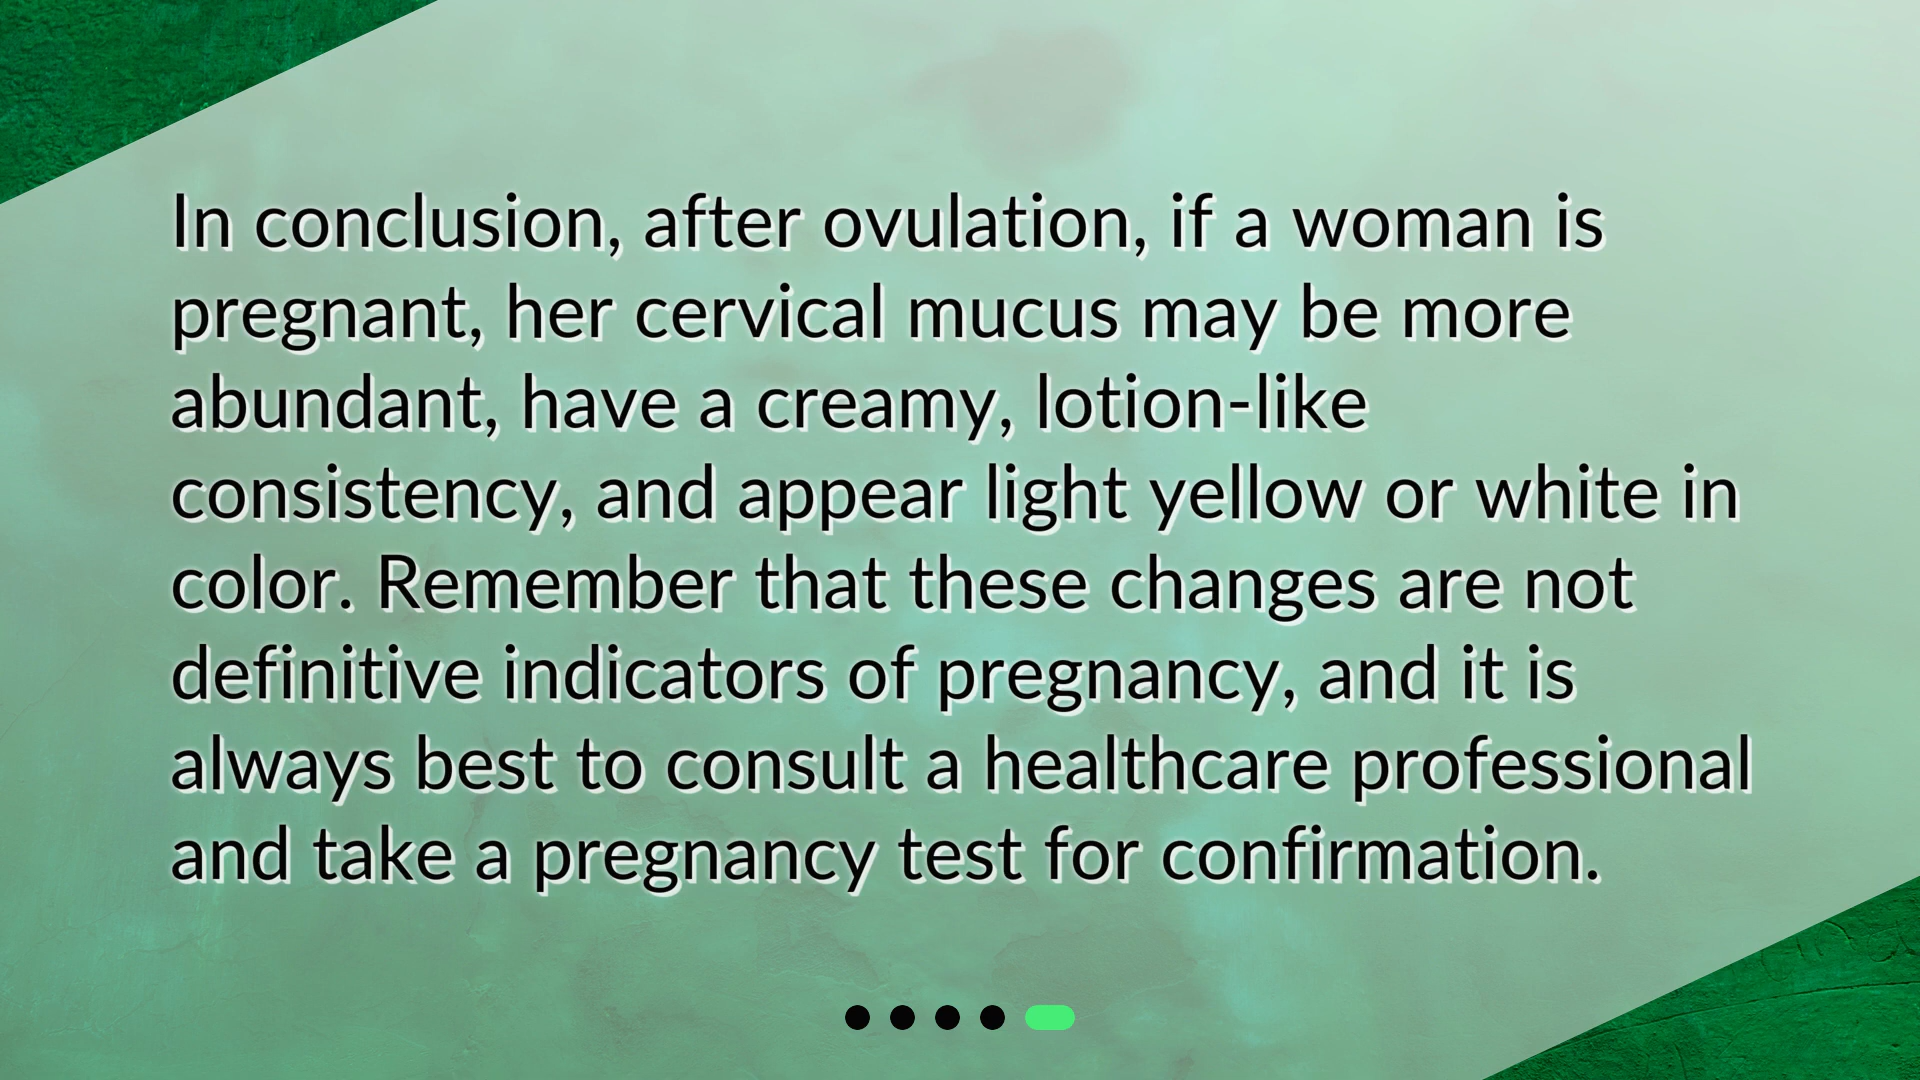 In conclusion, after ovulation, if a woman is
pregnant, her cervical mucus may be more
abundant, have a creamy, lotion-like
consistency, and appear light yellow or white in
color. Remember that these changes are not
definitive indicators of pregnancy, and it is
always best to consult a healthcare professional
and take a pregnancy test for confirmation.